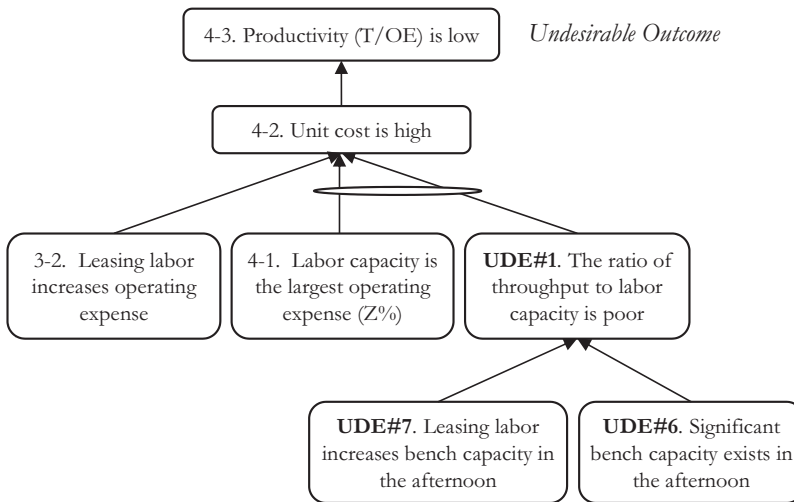 4-3. Productivity (T/OE) is low
Undesirable Outcome
4-2. Unit cost is high
3-2. Leasing labor
increases operating
expense
4-1. Labor capacity is
the largest operating
expense (Z%)
UDE#1. The ratio of
throughput to labor
capacity is poor
UDE#7. Leasing labor
increases bench capacity in
the afternoon
UDE#6. Significant
bench capacity exists in
the afternoon